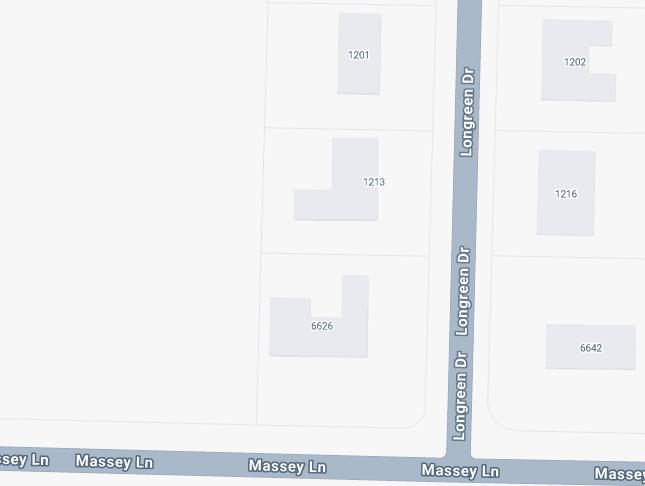 1201
1202
Longreen Dr
1213
1216
Longreen Dr
6626
6642
Longreen Dr
ssey Ln
Massey Ln
Massey Ln
Massey Ln
Massey